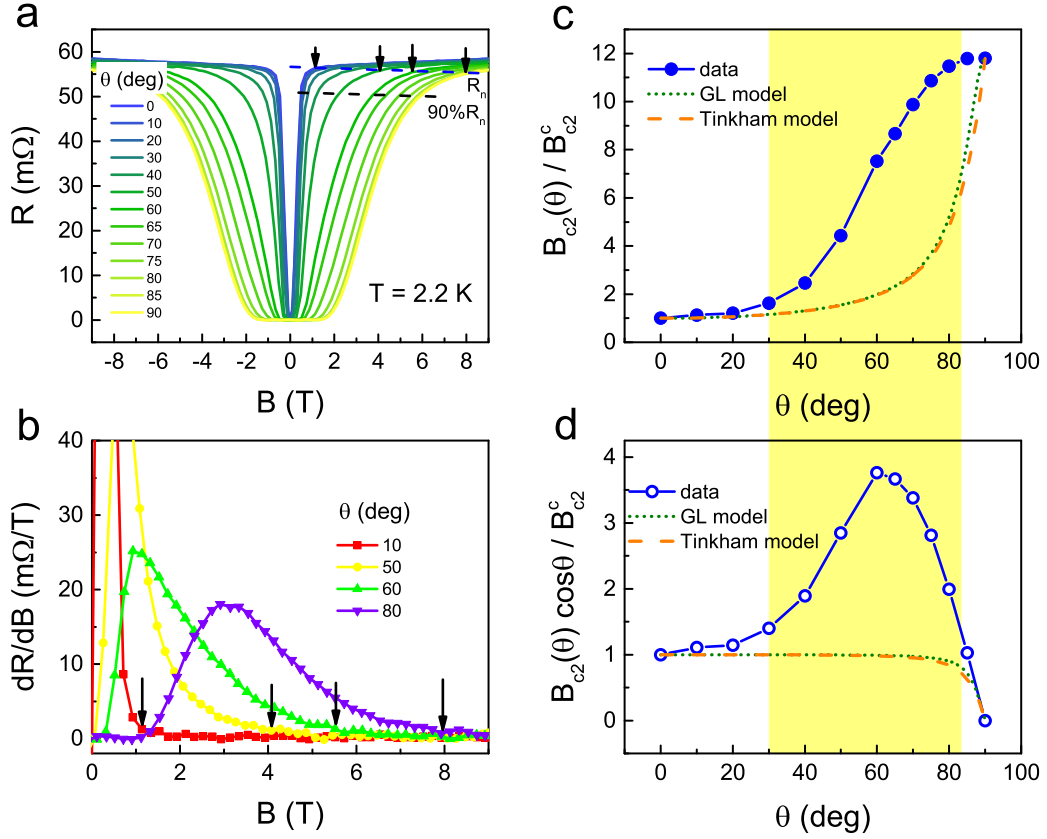 a
R (mΩ)
60
50
40
30
20
10
0
θ (deg)
0
10
20
30
40
50
60
65
70
75
80
85
90
R_n
90%R_n
T = 2.2 K
-8 -6 -4 -2 0 2 4 6 8
B (T)
b
dR/dB (mΩ/T)
40
30
20
10
0
θ (deg)
10
50
60
80
0 2 4 6 8
B (T)
c
B_c2(θ) / B^c_c2
12
10
8
6
4
2
0
data
GL model
Tinkham model
0 20 40 60 80 100
θ (deg)
d
B_c2(θ) cosθ / B^c_c2
4
3
2
1
0
data
GL model
Tinkham model
0 20 40 60 80 100
θ (deg)